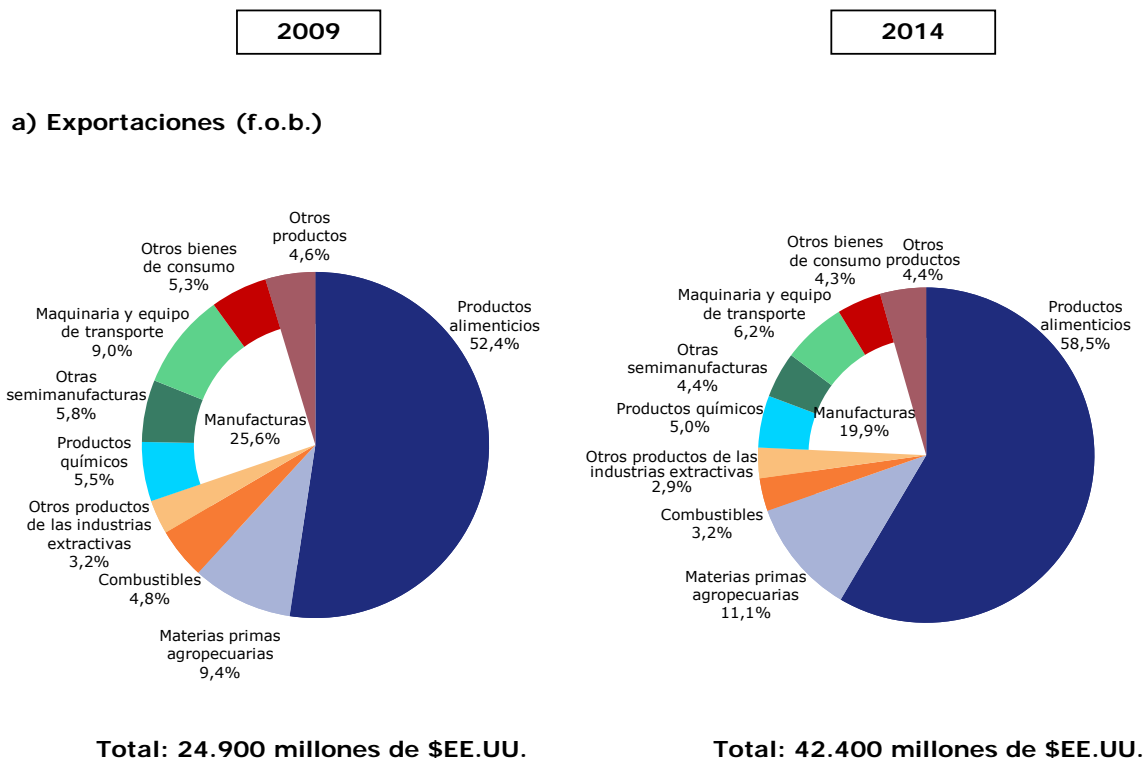 2009
2014
a) Exportaciones (f.o.b.)
Otros
productos
4,6%
Otros bienes
de consumo
5,3%
Maquinaria y equipo
de transporte
9,0%
Otras
semimanufacturas
5,8%
Productos
químicos
5,5%
Otros productos
de las industrias
extractivas
3,2%
Combustibles
4,8%
Materias primas
agropecuarias
9,4%
Manufacturas
25,6%
Productos
alimenticios
52,4%
Otros
productos
4,4%
Otros bienes
de consumo
4,3%
Maquinaria y equipo
de transporte
6,2%
Otras
semimanufacturas
4,4%
Productos químicos
5,0%
Otros productos de las
industrias extractivas
2,9%
Combustibles
3,2%
Materias primas
agropecuarias
11,1%
Manufacturas
19,9%
Productos
alimenticios
58,5%
Total: 24.900 millones de $EE.UU.
Total: 42.400 millones de $EE.UU.